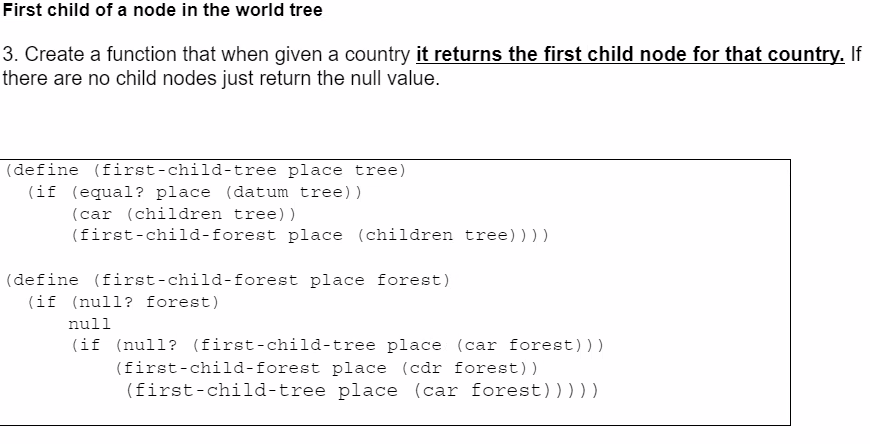 First child of a node in the world tree
3. Create a function that when given a country it returns the first child node for that country. If
there are no child nodes just return the null value.
(define (first-child-tree place tree)
  (if (equal? place (datum tree))
      (car (children tree))
      (first-child-forest place (children tree))))
(define (first-child-forest place forest)
  (if (null? forest)
      null
      (if (null? (first-child-tree place (car forest)))
          (first-child-forest place (cdr forest))
           (first-child-tree place (car forest)))))